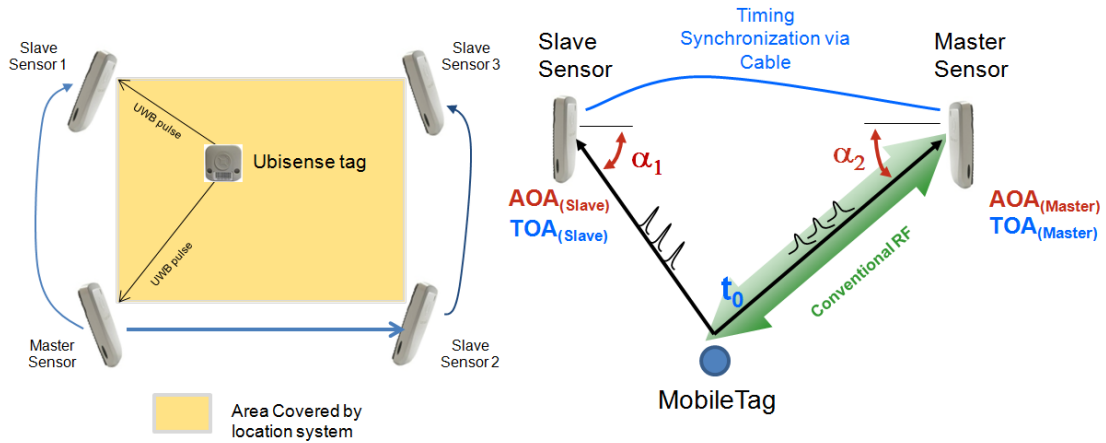 Slave
Sensor 1
Slave
Sensor 3
UWB pulse
Ubisense tag
UWB pulse
Master
Sensor
Slave
Sensor 2
Area Covered by
location system
Timing
Synchronization via
Cable
Slave
Sensor
Master
Sensor
α1
α2
AOA(Slave)
TOA(Slave)
AOA(Master)
TOA(Master)
t0
Conventional RF
MobileTag